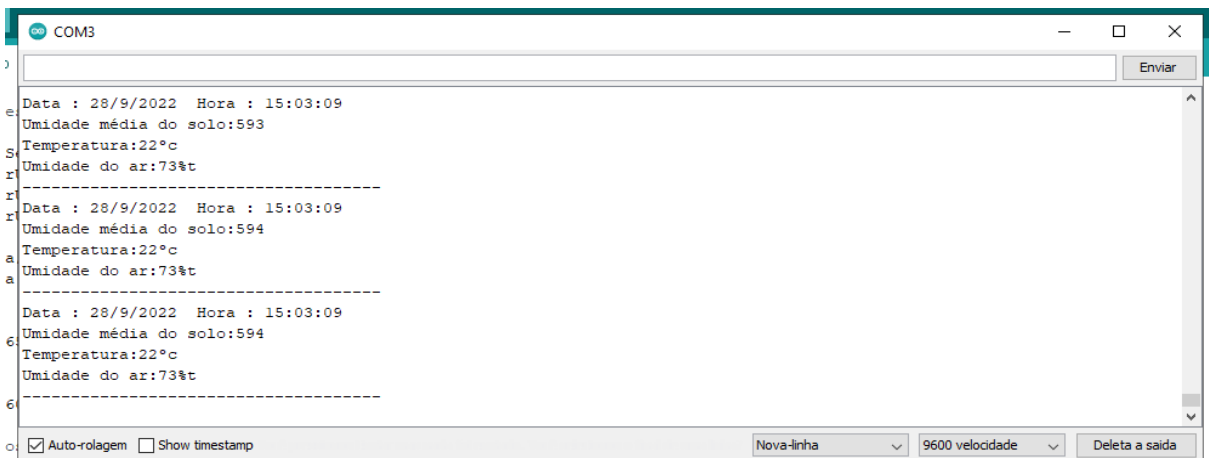 COM3
Enviar
Data : 28/9/2022  Hora : 15:03:09
Umidade média do solo:593
Temperatura:22°c
Umidade do ar:73%t
-------------------------------------
Data : 28/9/2022  Hora : 15:03:09
Umidade média do solo:594
Temperatura:22°c
Umidade do ar:73%t
-------------------------------------
Data : 28/9/2022  Hora : 15:03:09
Umidade média do solo:594
Temperatura:22°c
Umidade do ar:73%t
-------------------------------------
Auto-rolagem Show timestamp Nova-linha 9600 velocidade Deleta a saida